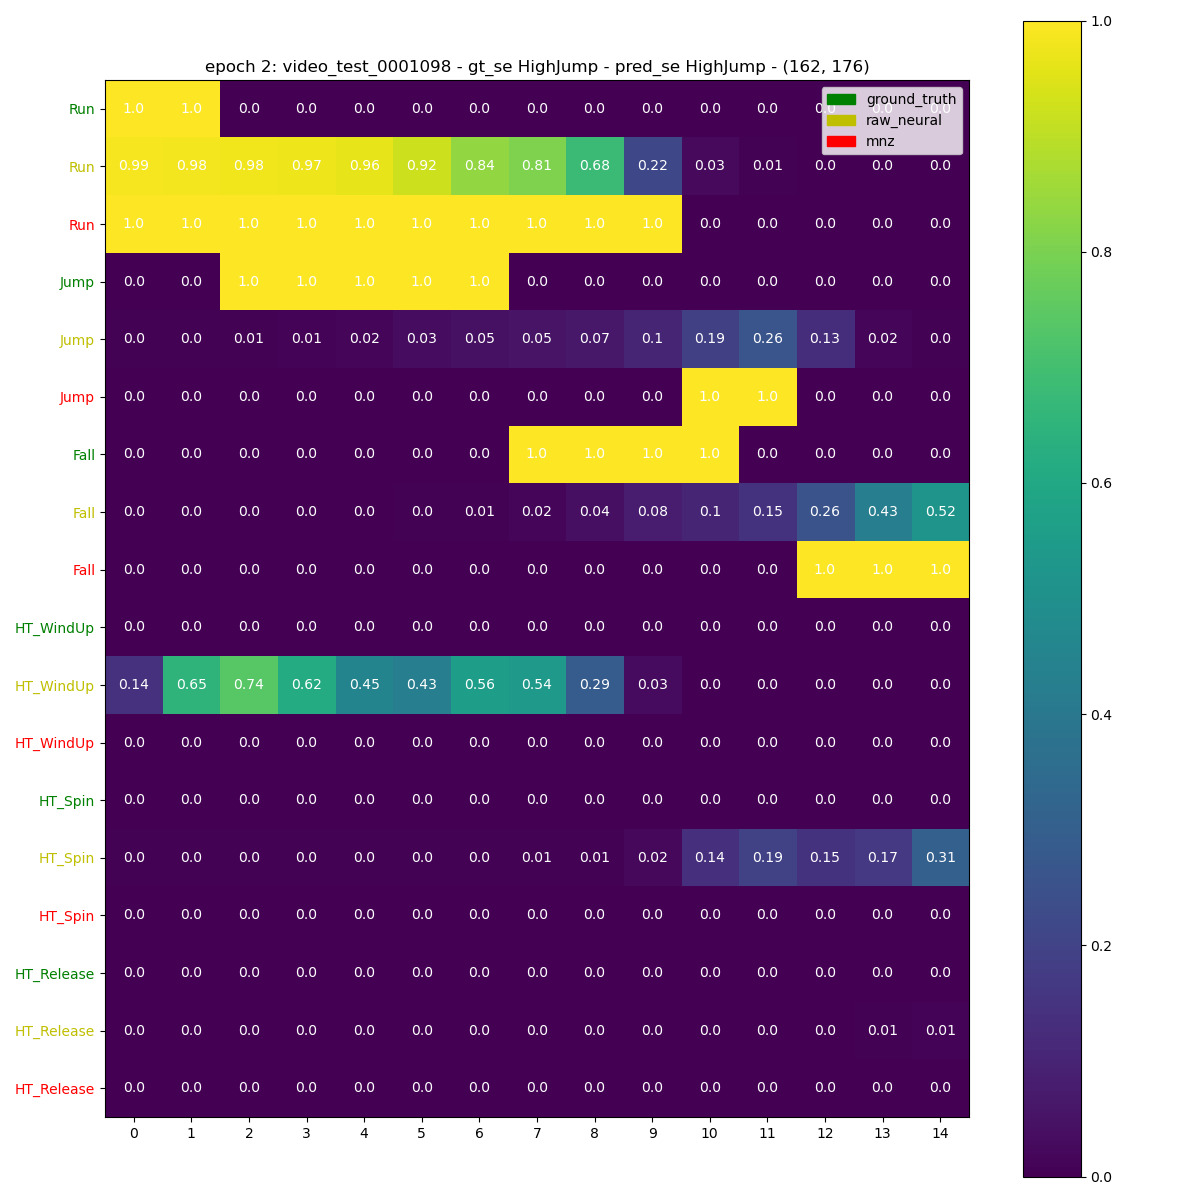 epoch 2: video_test_0001098 - gt_se HighJump - pred_se HighJump - (162, 176)
ground_truth
raw_neural
mnz
Run 1.0 1.0 0.0 0.0 0.0 0.0 0.0 0.0 0.0 0.0 0.0 0.0 0.0 0.0 0.0
Run 0.99 0.98 0.98 0.97 0.96 0.92 0.84 0.81 0.68 0.22 0.03 0.01 0.0 0.0 0.0
Run 1.0 1.0 1.0 1.0 1.0 1.0 1.0 1.0 1.0 1.0 0.0 0.0 0.0 0.0 0.0
Jump 0.0 0.0 1.0 1.0 1.0 1.0 1.0 0.0 0.0 0.0 0.0 0.0 0.0 0.0 0.0
Jump 0.0 0.0 0.01 0.01 0.02 0.03 0.05 0.05 0.07 0.1 0.19 0.26 0.13 0.02 0.0
Jump 0.0 0.0 0.0 0.0 0.0 0.0 0.0 0.0 0.0 0.0 1.0 1.0 0.0 0.0 0.0
Fall 0.0 0.0 0.0 0.0 0.0 0.0 0.0 1.0 1.0 1.0 1.0 0.0 0.0 0.0 0.0
Fall 0.0 0.0 0.0 0.0 0.0 0.0 0.01 0.02 0.04 0.08 0.1 0.15 0.26 0.43 0.52
Fall 0.0 0.0 0.0 0.0 0.0 0.0 0.0 0.0 0.0 0.0 0.0 0.0 1.0 1.0 1.0
HT_WindUp 0.0 0.0 0.0 0.0 0.0 0.0 0.0 0.0 0.0 0.0 0.0 0.0 0.0 0.0 0.0
HT_WindUp 0.14 0.65 0.74 0.62 0.45 0.43 0.56 0.54 0.29 0.03 0.0 0.0 0.0 0.0 0.0
HT_WindUp 0.0 0.0 0.0 0.0 0.0 0.0 0.0 0.0 0.0 0.0 0.0 0.0 0.0 0.0 0.0
HT_Spin 0.0 0.0 0.0 0.0 0.0 0.0 0.0 0.0 0.0 0.0 0.0 0.0 0.0 0.0 0.0
HT_Spin 0.0 0.0 0.0 0.0 0.0 0.0 0.0 0.01 0.01 0.02 0.14 0.19 0.15 0.17 0.31
HT_Spin 0.0 0.0 0.0 0.0 0.0 0.0 0.0 0.0 0.0 0.0 0.0 0.0 0.0 0.0 0.0
HT_Release 0.0 0.0 0.0 0.0 0.0 0.0 0.0 0.0 0.0 0.0 0.0 0.0 0.0 0.0 0.0
HT_Release 0.0 0.0 0.0 0.0 0.0 0.0 0.0 0.0 0.0 0.0 0.0 0.0 0.0 0.01 0.01
HT_Release 0.0 0.0 0.0 0.0 0.0 0.0 0.0 0.0 0.0 0.0 0.0 0.0 0.0 0.0 0.0
0 1 2 3 4 5 6 7 8 9 10 11 12 13 14
1.0
0.8
0.6
0.4
0.2
0.0